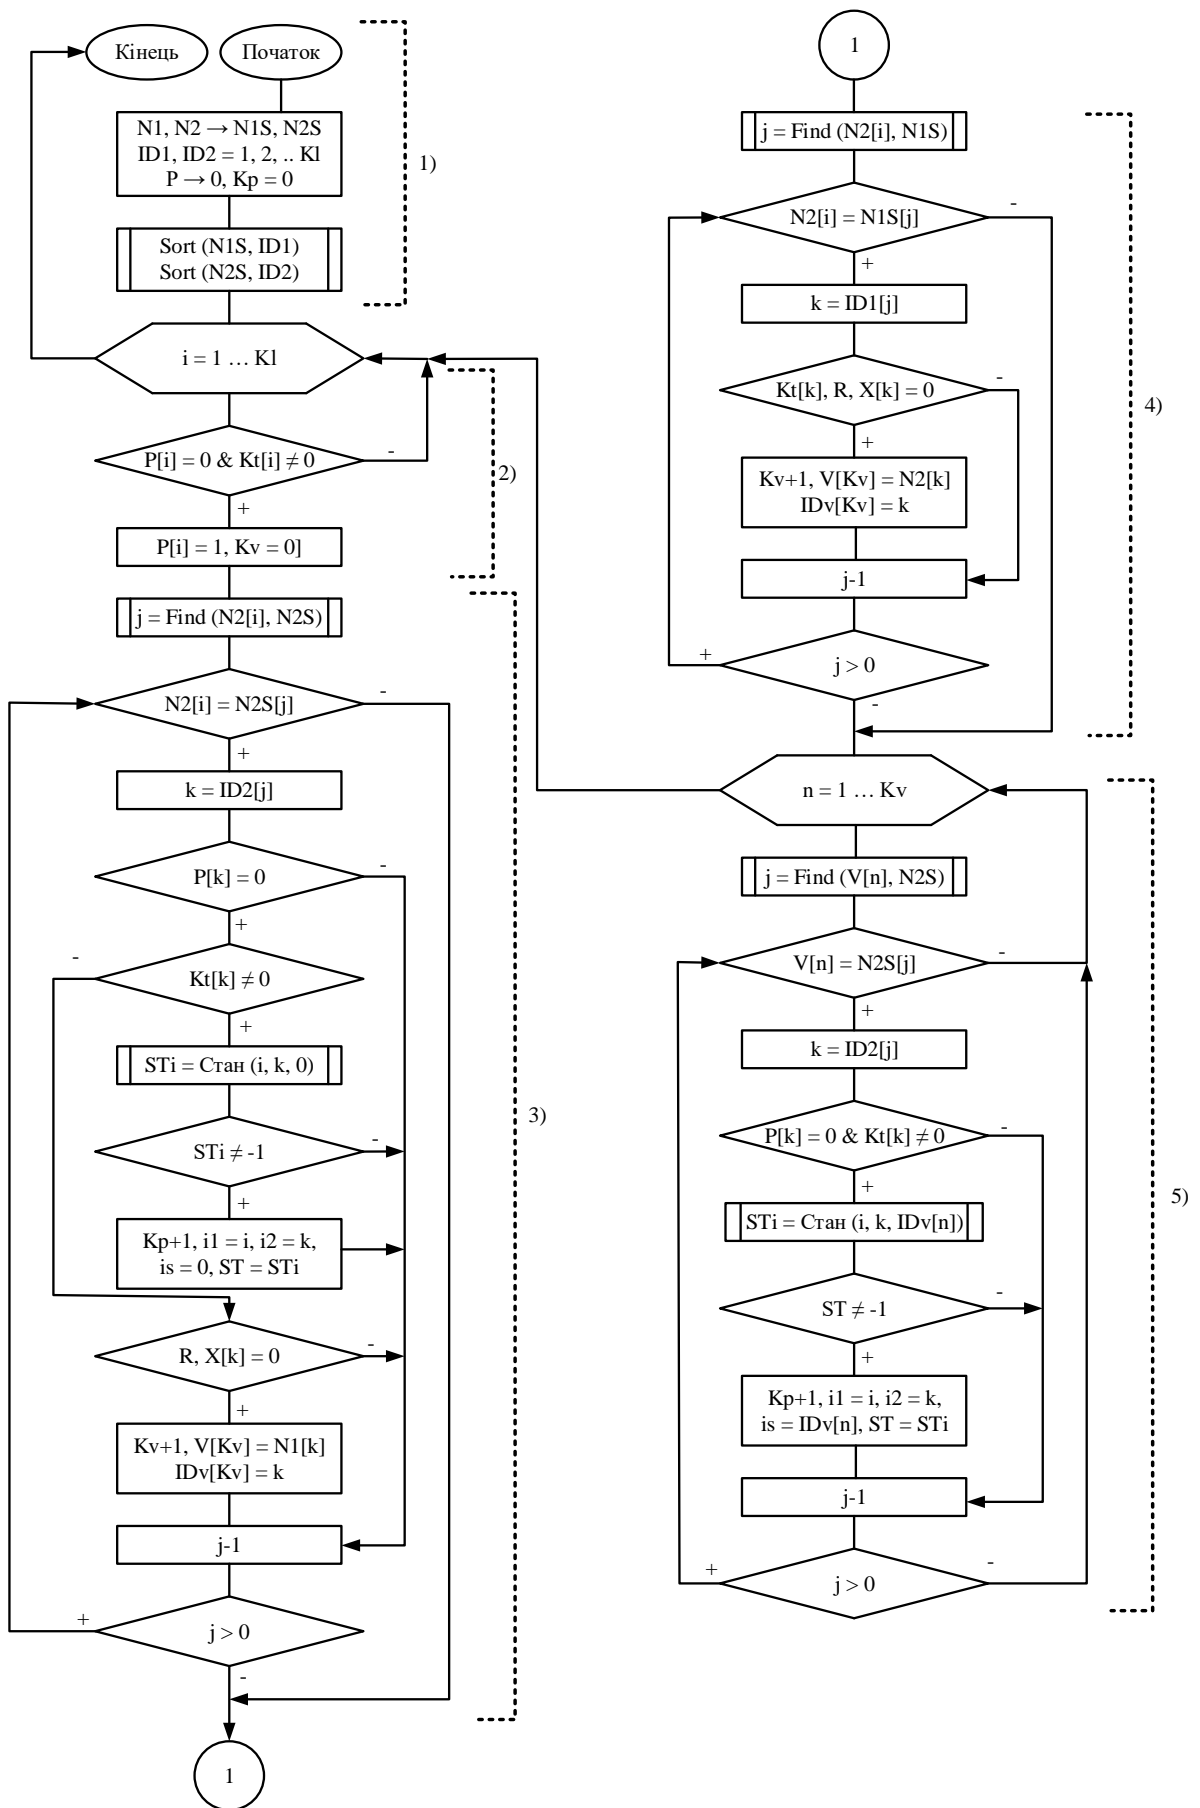 Кінець
Початок
N1, N2 → N1S, N2S
ID1, ID2 = 1, 2, .. Kl
P → 0, Kp = 0
1)
Sort (N1S, ID1)
Sort (N2S, ID2)
i = 1 … Kl
P[i] = 0 & Kt[i] ≠ 0
-
+
2)
P[i] = 1, Kv = 0]
j = Find (N2[i], N2S)
N2[i] = N2S[j]
-
+
k = ID2[j]
P[k] = 0
-
+
Kt[k] ≠ 0
-
+
STi = Стан (i, k, 0)
3)
STi ≠ -1
-
+
Kp+1, i1 = i, i2 = k,
is = 0, ST = STi
R, X[k] = 0
-
+
Kv+1, V[Kv] = N1[k]
IDv[Kv] = k
j-1
j > 0
+
-
1
1
j = Find (N2[i], N1S)
N2[i] = N1S[j]
-
+
k = ID1[j]
Kt[k], R, X[k] = 0
-
+
4)
Kv+1, V[Kv] = N2[k]
IDv[Kv] = k
j-1
j > 0
+
-
n = 1 … Kv
j = Find (V[n], N2S)
V[n] = N2S[j]
-
+
k = ID2[j]
P[k] = 0 & Kt[k] ≠ 0
-
+
5)
STi = Стан (i, k, IDv[n])
ST ≠ -1
-
+
Kp+1, i1 = i, i2 = k,
is = IDv[n], ST = STi
j-1
j > 0
+
-